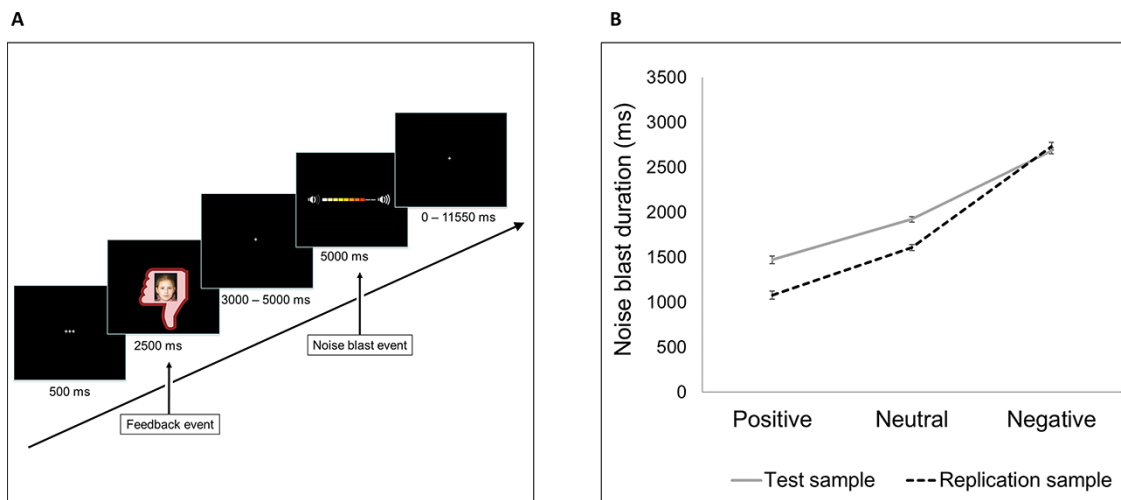 A
0 – 11550 ms
5000 ms
3000 – 5000 ms
Noise blast event
2500 ms
500 ms
Feedback event
B
Noise blast duration (ms)
3500
3000
2500
2000
1500
1000
500
0
Positive Neutral Negative
Test sample Replication sample